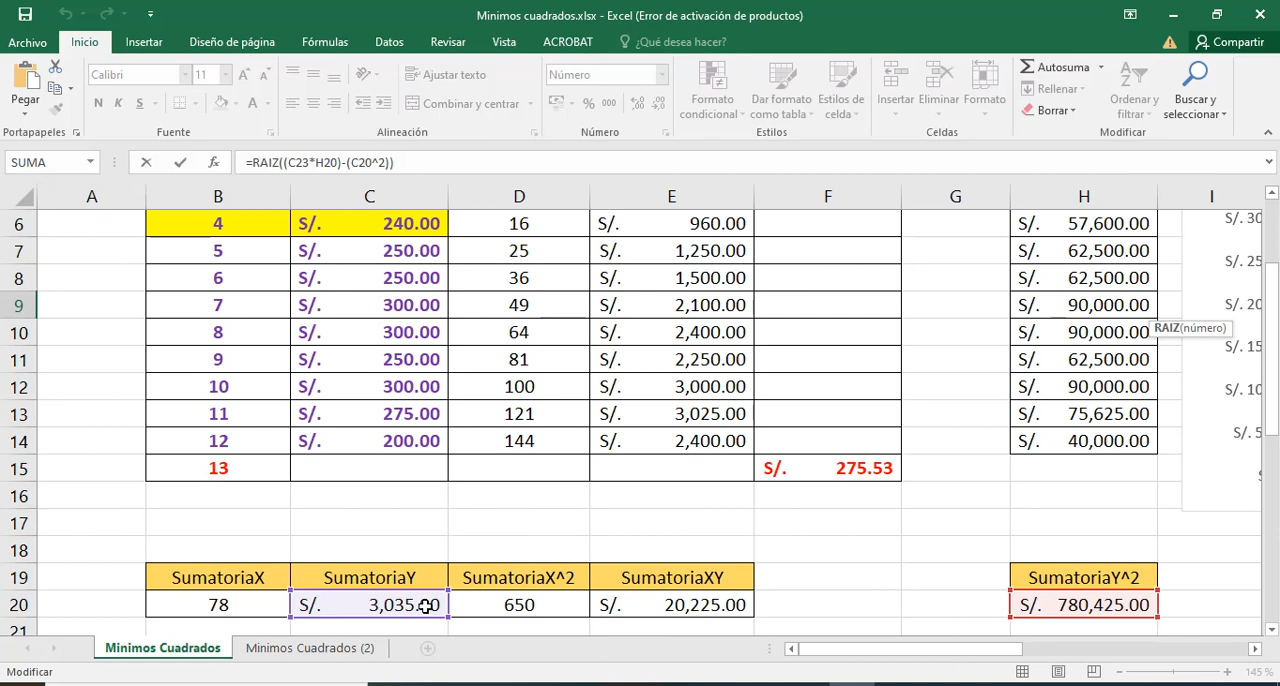 Minimos cuadrados.xlsx - Excel (Error de activación de productos)
Archivo Inicio Insertar Diseño de página Fórmulas Datos Revisar Vista ACROBAT ¿Qué desea hacer? Compartir
Pegar
Calibri 11
N K S A
Ajustar texto
Combinar y centrar
Número
% 000
Formato condicional
Dar formato como tabla
Estilos de celda
Insertar Eliminar Formato
Autosuma
Rellenar
Borrar
Ordenar y filtrar
Buscar y seleccionar
Portapapeles Fuente Alineación Número Estilos Celdas Modificar
SUMA fx =RAIZ((C23*H20)-(C20^2))
A B C D E F G H I
6 4 S/. 240.00 16 S/. 960.00 S/. 57,600.00 S/. 30
7 5 S/. 250.00 25 S/. 1,250.00 S/. 62,500.00 S/. 25
8 6 S/. 250.00 36 S/. 1,500.00 S/. 62,500.00
9 7 S/. 300.00 49 S/. 2,100.00 S/. 90,000.00 S/. 20
10 8 S/. 300.00 64 S/. 2,400.00 S/. 90,000.00 RAIZ(número)
11 9 S/. 250.00 81 S/. 2,250.00 S/. 62,500.00 S/. 15
12 10 S/. 300.00 100 S/. 3,000.00 S/. 90,000.00 S/. 10
13 11 S/. 275.00 121 S/. 3,025.00 S/. 75,625.00
14 12 S/. 200.00 144 S/. 2,400.00 S/. 40,000.00 S/. 5
15 13 S/. 275.53
16
17
18
19 SumatoriaX SumatoriaY SumatoriaX^2 SumatoriaXY SumatoriaY^2
20 78 S/. 3,035.00 650 S/. 20,225.00 S/. 780,425.00
21
Minimos Cuadrados Minimos Cuadrados (2)
Modificar 145 %